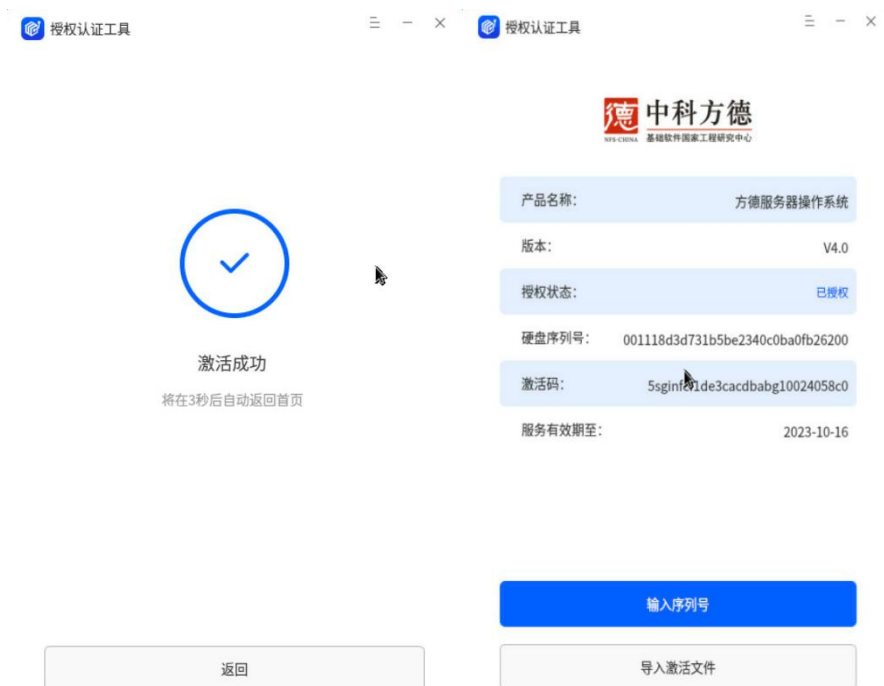 授权认证工具
激活成功
将在3秒后自动返回首页
返回
授权认证工具
德 中科方德
NFS-CHINA 基础软件国家工程研究中心
产品名称: 方德服务器操作系统
版本: V4.0
授权状态: 已授权
硬盘序列号: 001118d3d731b5be2340c0ba0fb26200
激活码:
服务有效期至: 2023-10-16
输入序列号
导入激活文件